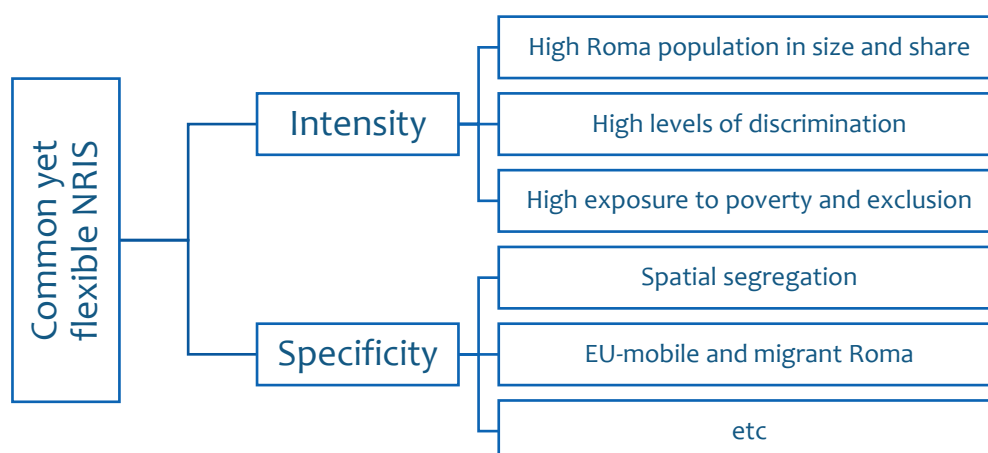 Common yet
flexible NRIS
Intensity
High Roma population in size and share
High levels of discrimination
High exposure to poverty and exclusion
Specificity
Spatial segregation
EU-mobile and migrant Roma
etc